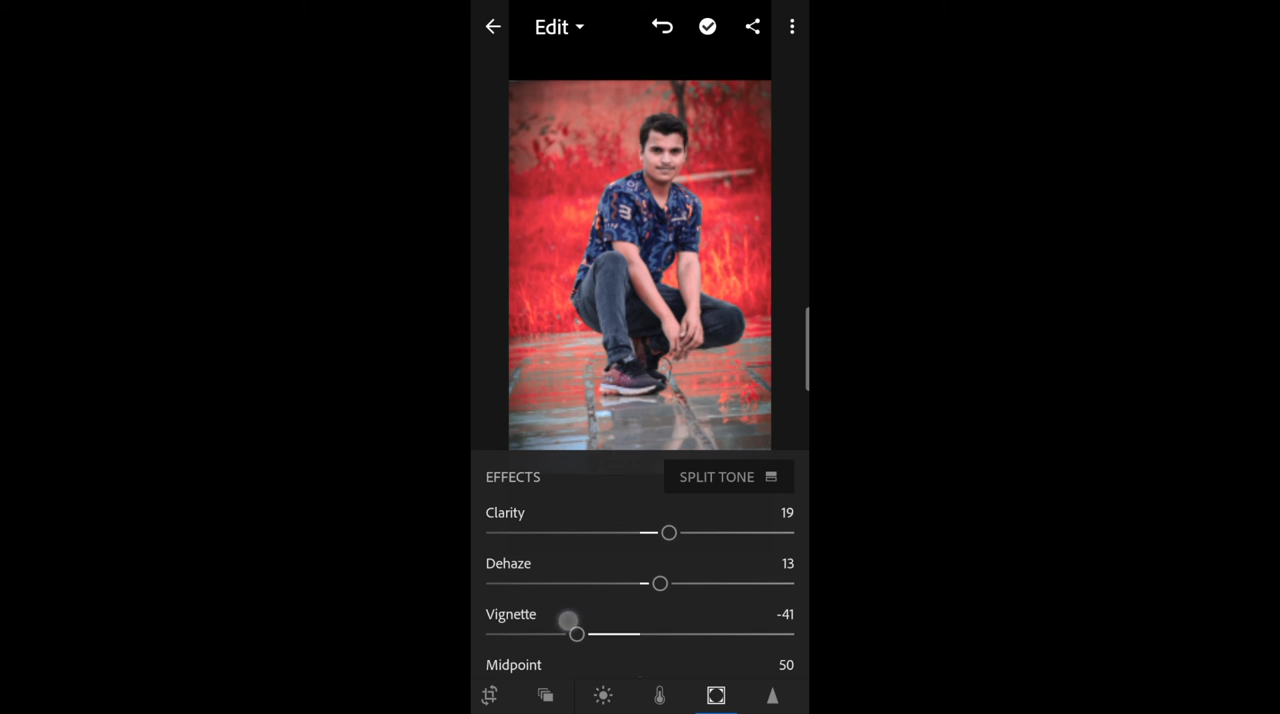 Edit
EFFECTS
SPLIT TONE
Clarity 19
Dehaze 13
Vignette -41
Midpoint 50